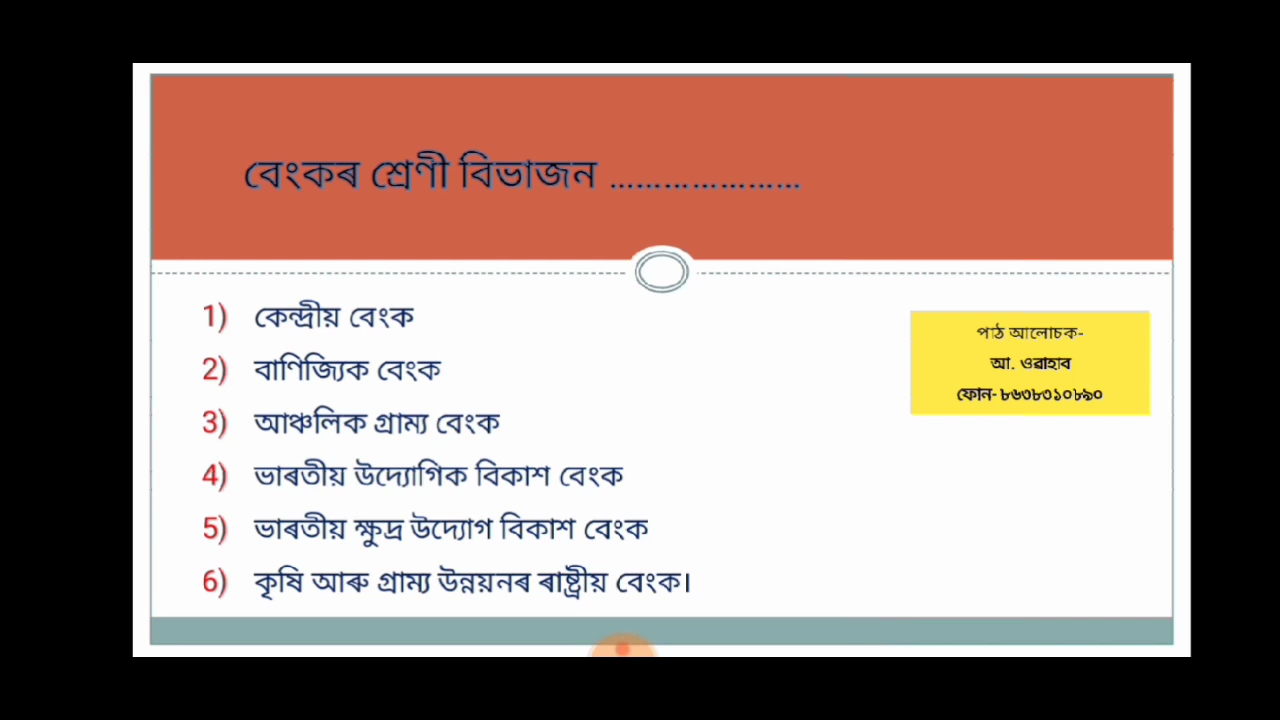 বেংকৰ শ্ৰেণী বিভাজন .....................
1) কেন্দ্ৰীয় বেংক
2) বাণিজ্যিক বেংক
3) আঞ্চলিক গ্ৰাম্য বেংক
4) ভাৰতীয় উদ্যোগিক বিকাশ বেংক
5) ভাৰতীয় ক্ষুদ্ৰ উদ্যোগ বিকাশ বেংক
6) কৃষি আৰু গ্ৰাম্য উন্নয়নৰ ৰাষ্ট্ৰীয় বেংক।
পাঠ আলোচক-
আ. ওৱাহাব
ফোন- ৮৬৩৮৩১০৮৯০